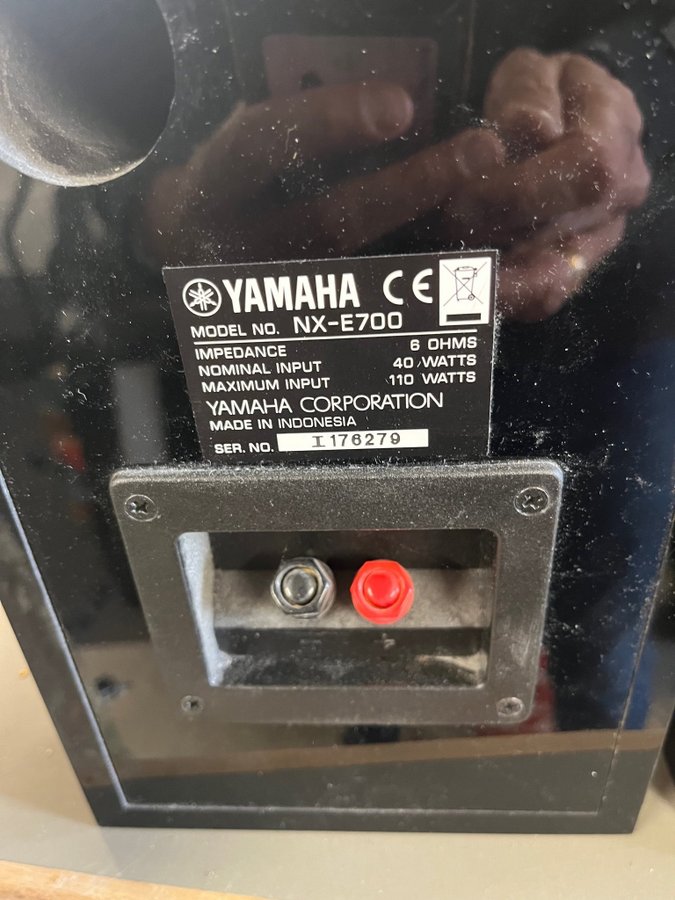 YAMAHA CE
MODEL NO. NX-E700
IMPEDANCE 6 OHMS
NOMINAL INPUT 40 WATTS
MAXIMUM INPUT 110 WATTS
YAMAHA CORPORATION
MADE IN INDONESIA
SER. NO. I 176279